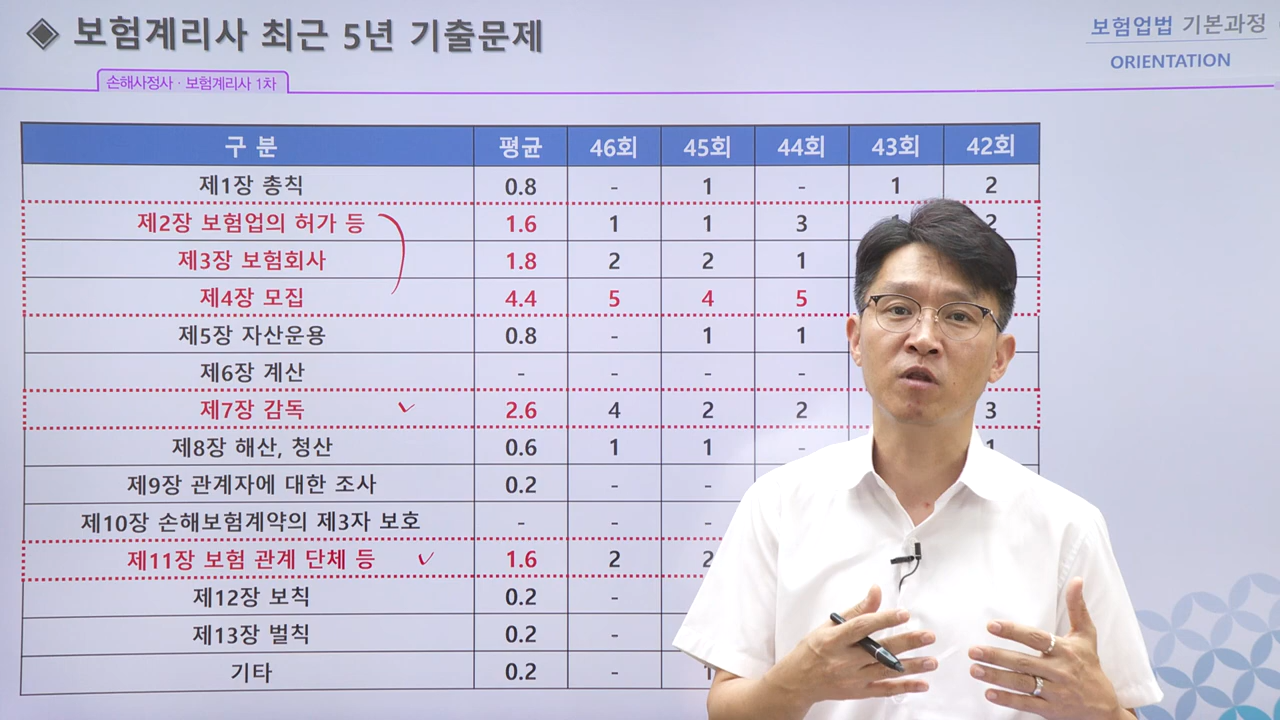 ◈ 보험계리사 최근 5년 기출문제
보험업법 기본과정
ORIENTATION
손해사정사 · 보험계리사 1차
구 분 평균 46회 45회 44회 43회 42회
제1장 총칙 0.8 - 1 - 1 2
제2장 보험업의 허가 등 1.6 1 1 3 2
제3장 보험회사 1.8 2 2 1
제4장 모집 4.4 5 4 5
제5장 자산운용 0.8 - 1 1
제6장 계산 - - - -
제7장 감독 2.6 4 2 2 3
제8장 해산, 청산 0.6 1 1 - 1
제9장 관계자에 대한 조사 0.2 - -
제10장 손해보험계약의 제3자 보호 - - -
제11장 보험 관계 단체 등 1.6 2 2
제12장 보칙 0.2 -
제13장 벌칙 0.2 -
기타 0.2 - 1